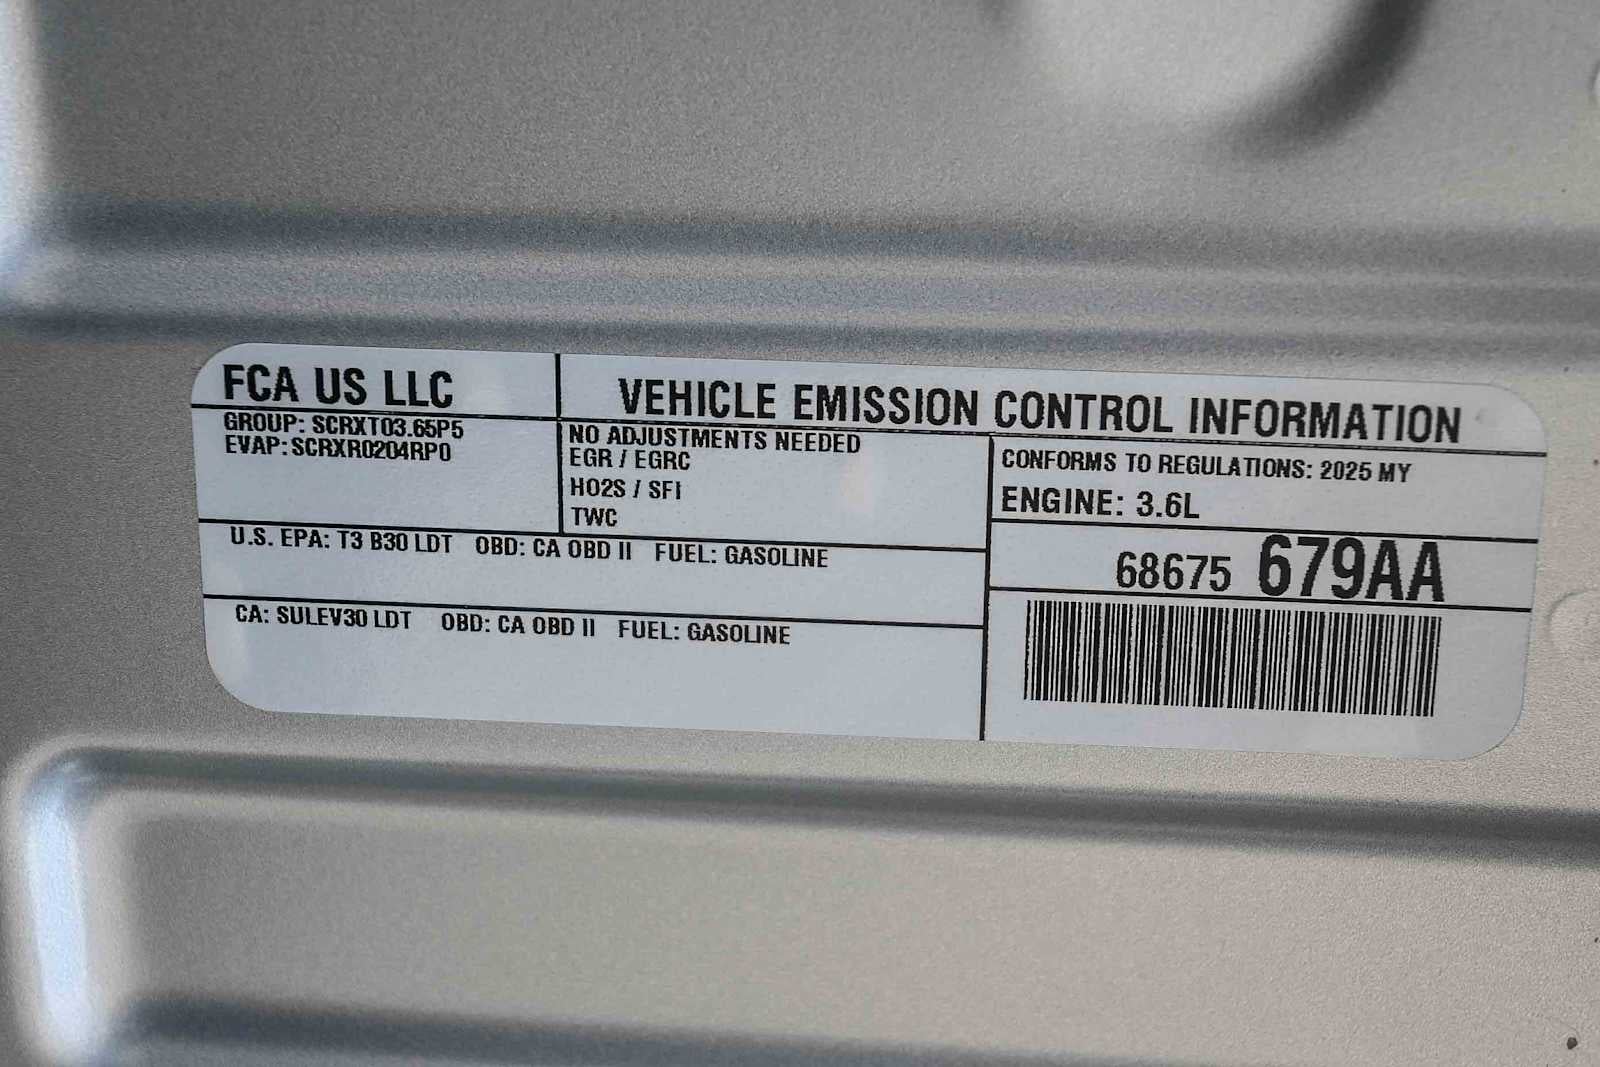 FCA US LLC
VEHICLE EMISSION CONTROL INFORMATION
GROUP: SCRXT03.65P5
EVAP: SCRXR0204RP0
NO ADJUSTMENTS NEEDED
EGR / EGRC
HO2S / SFI
TWC
CONFORMS TO REGULATIONS: 2025 MY
ENGINE: 3.6L
U.S. EPA: T3 B30 LDT OBD: CA OBD II FUEL: GASOLINE
CA: SULEV30 LDT OBD: CA OBD II FUEL: GASOLINE
68675 679AA